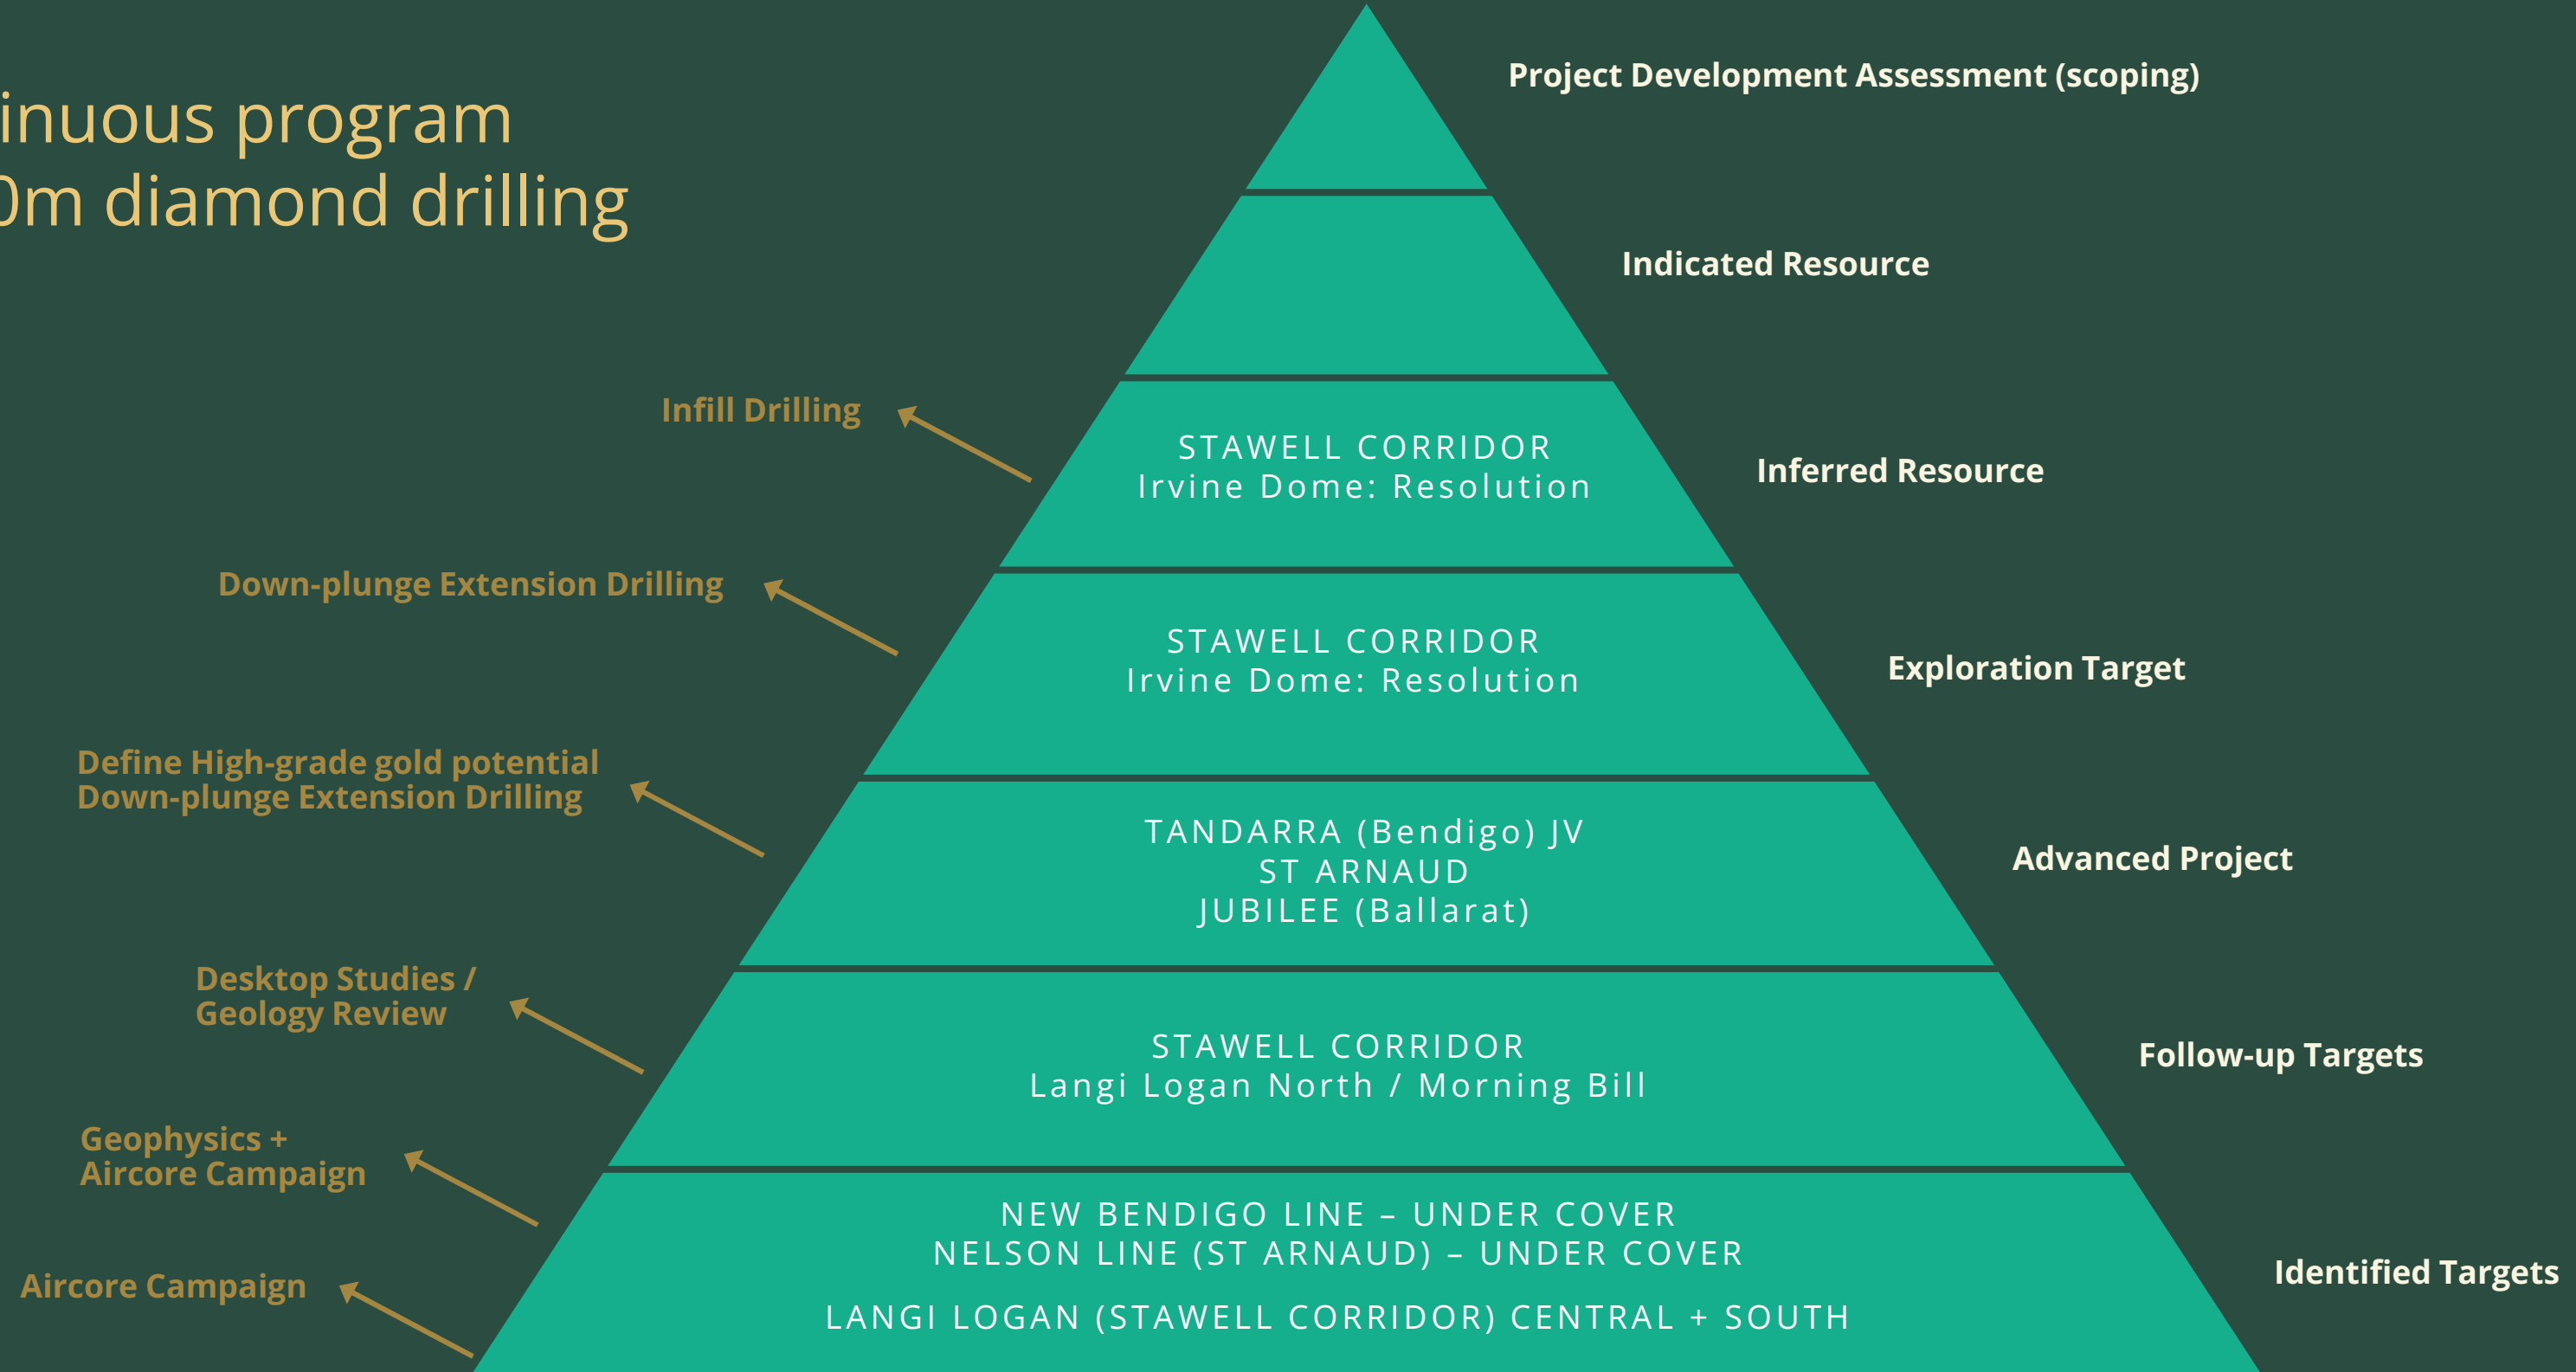 program
diamond drilling
Project Development Assessment (scoping)
Indicated Resource
Infill Drilling
STAWELL CORRIDOR
Irvine Dome: Resolution
Inferred Resource
Down-plunge Extension Drilling
STAWELL CORRIDOR
Irvine Dome: Resolution
Exploration Target
Define High-grade gold potential
Down-plunge Extension Drilling
TANDARRA (Bendigo) JV
ST ARNAUD
JUBILEE (Ballarat)
Advanced Project
Desktop Studies /
Geology Review
STAWELL CORRIDOR
Langi Logan North / Morning Bill
Follow-up Targets
Geophysics +
Aircore Campaign
NEW BENDIGO LINE – UNDER COVER
NELSON LINE (ST ARNAUD) – UNDER COVER
LANGI LOGAN (STAWELL CORRIDOR) CENTRAL + SOUTH
Identified Targets
Aircore Campaign